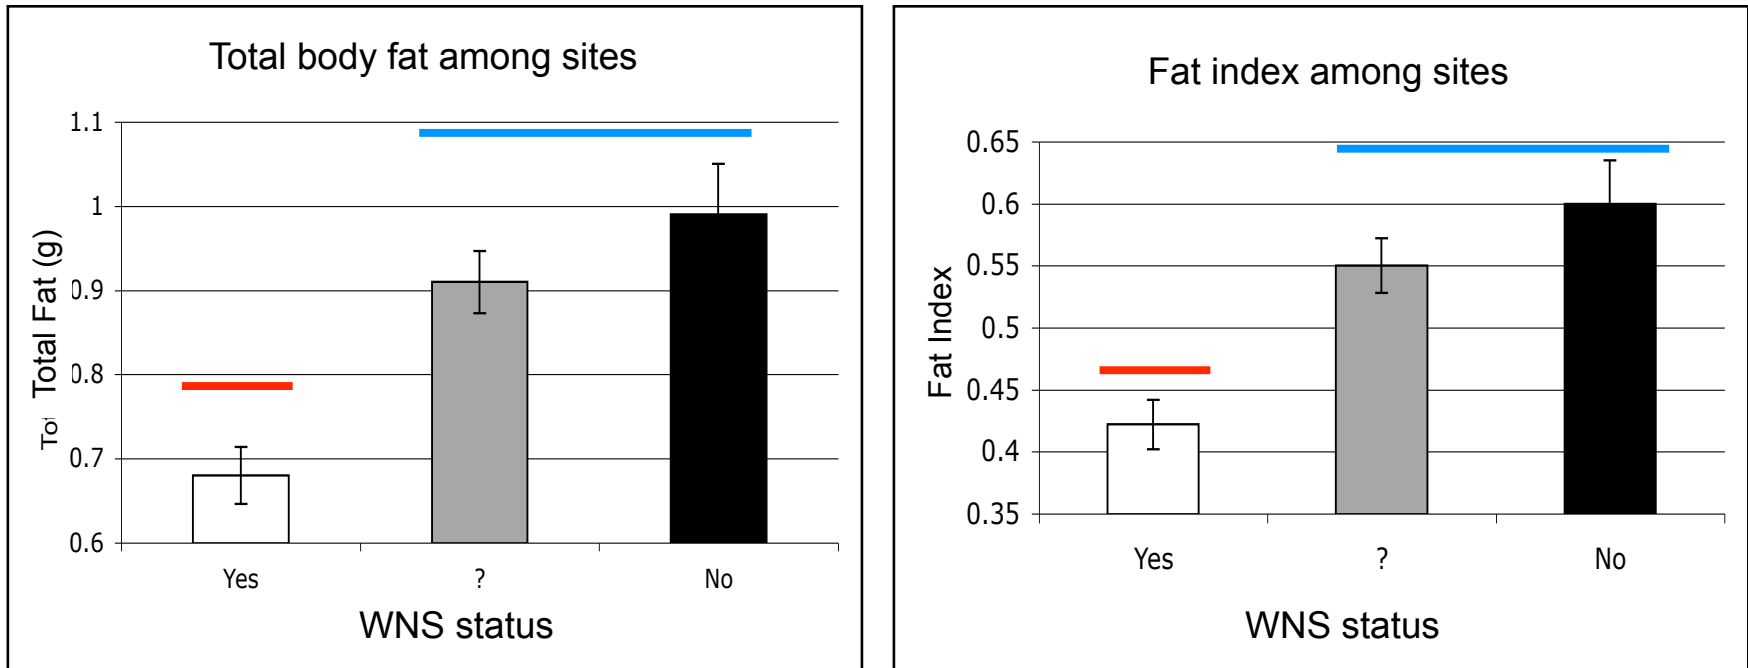 Total body fat among sites
1.1
1
0.9
0.8
0.7
0.6
Total Fat (g)
Yes ? No
WNS status
Fat index among sites
0.65
0.6
0.55
0.5
0.45
0.4
0.35
Fat Index
Yes ? No
WNS status